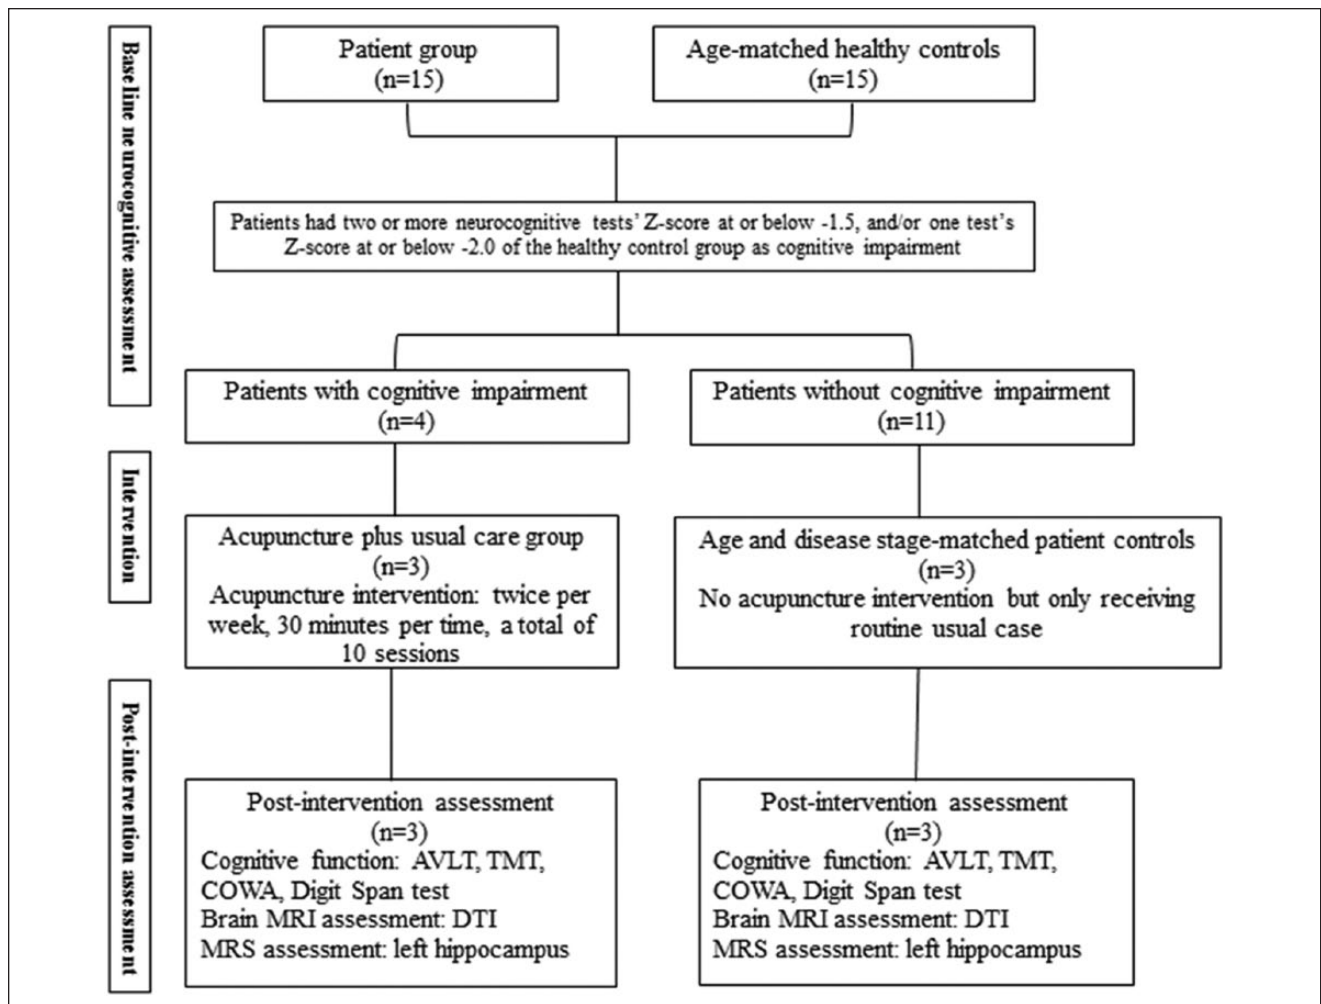 Baseline neurocognitive assessment
Patient group
(n=15)
Age-matched healthy controls
(n=15)
Patients had two or more neurocognitive tests’ Z-score at or below -1.5, and/or one test’s
Z-score at or below -2.0 of the healthy control group as cognitive impairment
Patients with cognitive impairment
(n=4)
Patients without cognitive impairment
(n=11)
Intervention
Acupuncture plus usual care group
(n=3)
Acupuncture intervention: twice per
week, 30 minutes per time, a total of
10 sessions
Age and disease stage-matched patient controls
(n=3)
No acupuncture intervention but only receiving
routine usual case
Post-intervention assessment
Post-intervention assessment
(n=3)
Cognitive function: AVLT, TMT,
COWA, Digit Span test
Brain MRI assessment: DTI
MRS assessment: left hippocampus
Post-intervention assessment
(n=3)
Cognitive function: AVLT, TMT,
COWA, Digit Span test
Brain MRI assessment: DTI
MRS assessment: left hippocampus